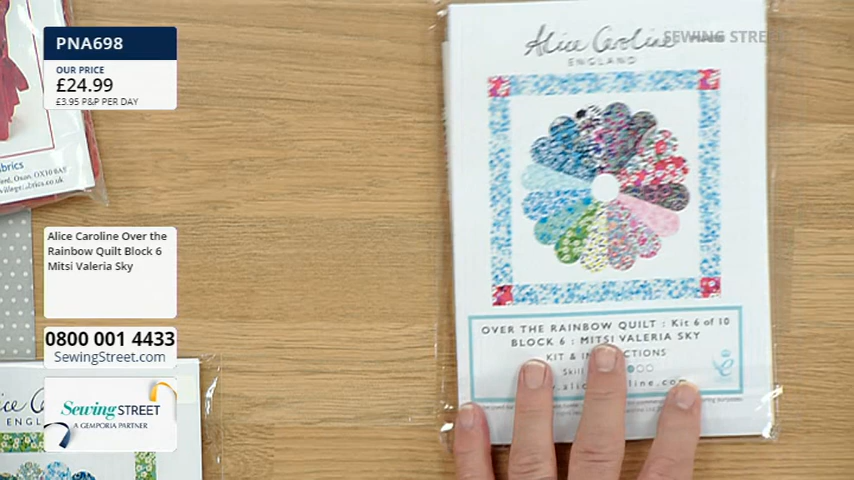 PNA698
OUR PRICE
£24.99
£3.95 P&P PER DAY
Alice Caroline Over the
Rainbow Quilt Block 6
Mitsi Valeria Sky
0800 001 4433
SewingStreet.com
Sewing STREET
A GEMPORIA PARTNER
SEWING STREET
Alice Caroline
ENGLAND
OVER THE RAINBOW QUILT : Kit 6 of 10
BLOCK 6 : MITSI VALERIA SKY
KIT &
Skill